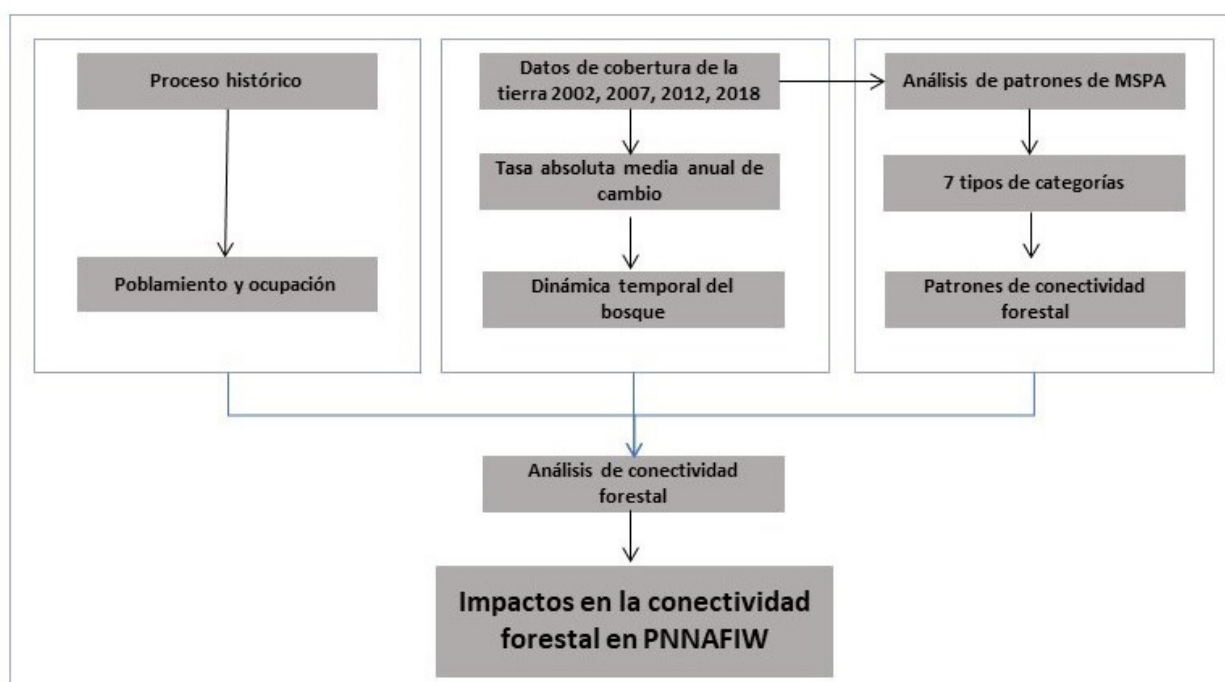 Proceso histórico
Poblamiento y ocupación
Datos de cobertura de la
tierra 2002, 2007, 2012, 2018
Tasa absoluta media anual de
cambio
Dinámica temporal del
bosque
Análisis de patrones de MSPA
7 tipos de categorías
Patrones de conectividad
forestal
Análisis de conectividad
forestal
Impactos en la conectividad
forestal en PNNAFIW